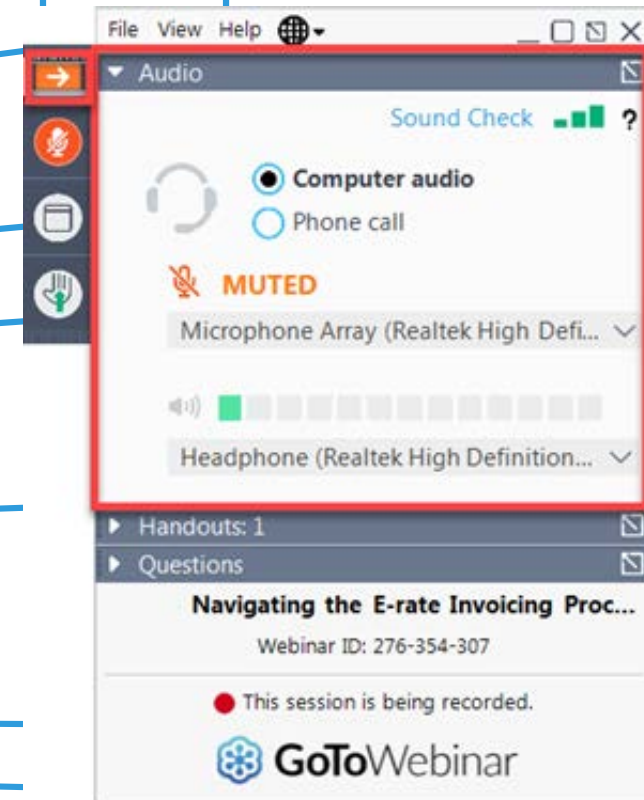 File View Help
Audio
Sound Check ?
Computer audio
Phone call
MUTED
Microphone Array (Realtek High Defi...
Headphone (Realtek High Definition...
Handouts: 1
Questions
Navigating the E-rate Invoicing Proc...
Webinar ID: 276-354-307
This session is being recorded.
GoToWebinar